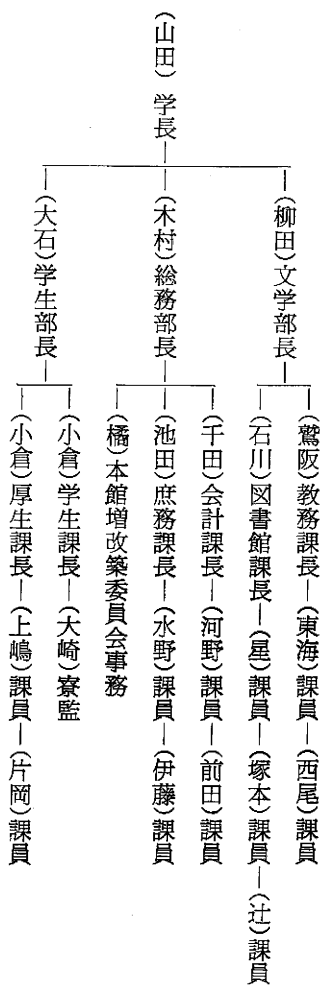 (山田)学長
(柳田)文学部長
(鷲阪)教務課長―(東海)課員―(西尾)課員
(石川)図書館課長―(星)課員―(塚本)課員―(辻)課員
(木村)総務部長
(千田)会計課長―(河野)課員―(前田)課員
(池田)庶務課長―(水野)課員―(伊藤)課員
(橘)本館増改築委員会事務
(大石)学生部長
(小倉)学生課長―(大崎)寮監
(小倉)厚生課長―(上嶋)課員―(片岡)課員